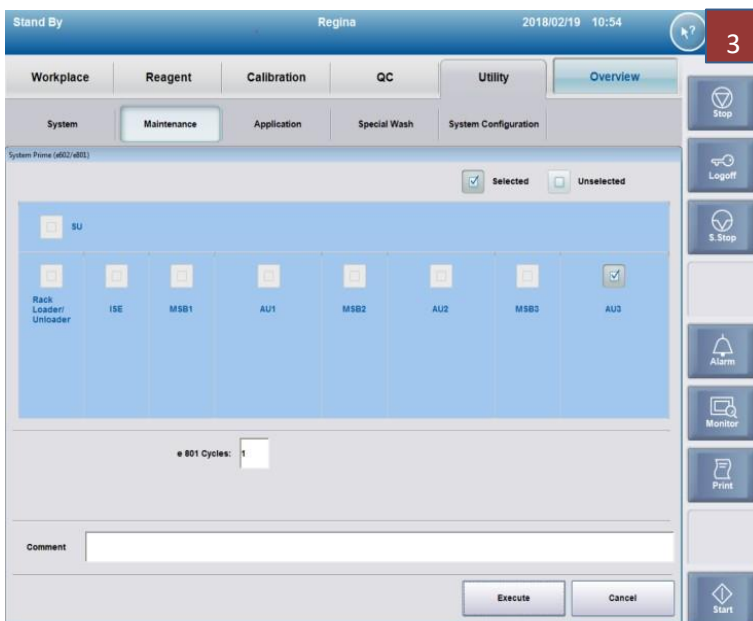 Stand By Regina 2018/02/19 10:54
3
Workplace Reagent Calibration QC Utility Overview
Stop
System Maintenance Application Special Wash System Configuration
System Prime (e602/e801)
Logoff
Selected Unselected
SU
S.Stop
Rack Loader/ Unloader
ISE MSB1 AU1 MSB2 AU2 MSB3 AU3
Alarm
Monitor
e 801 Cycles: 1
Print
Comment
Execute Cancel
Start